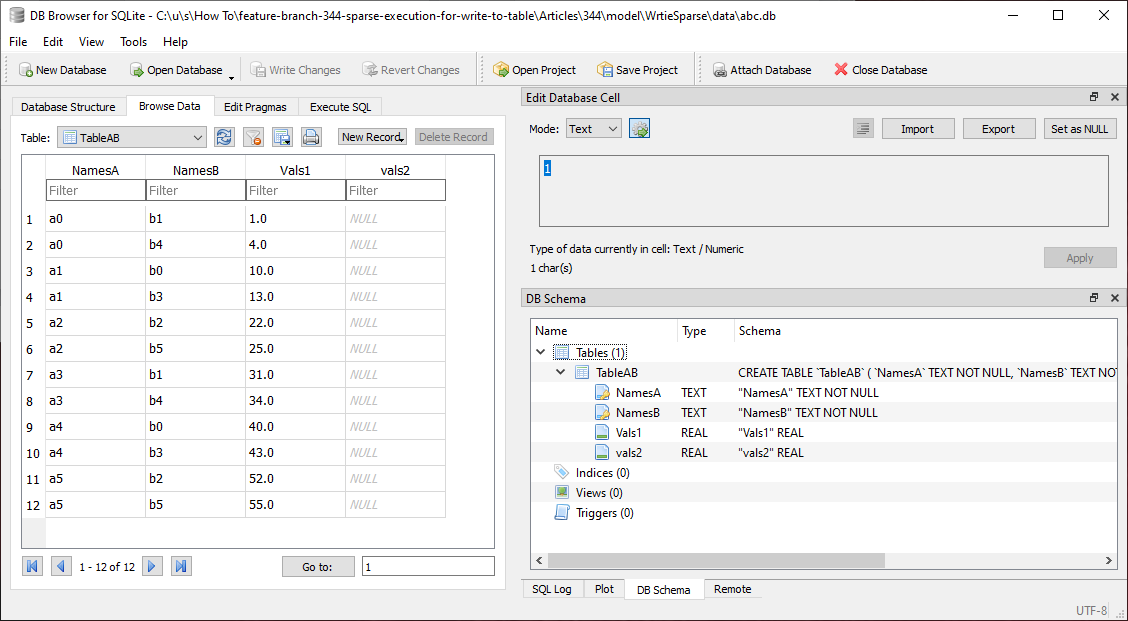 DB Browser for SQLite - C:\u\s\How To\feature-branch-344-sparse-execution-for-write-to-table\Articles\344\model\WrtieSparse\data\abc.db
File Edit View Tools Help
New Database Open Database Write Changes Revert Changes Open Project Save Project Attach Database Close Database
Database Structure Browse Data Edit Pragmas Execute SQL
Table: TableAB New Record Delete Record
NamesA NamesB Vals1 vals2
Filter Filter Filter Filter
1 a0 b1 1.0 NULL
2 a0 b4 4.0 NULL
3 a1 b0 10.0 NULL
4 a1 b3 13.0 NULL
5 a2 b2 22.0 NULL
6 a2 b5 25.0 NULL
7 a3 b1 31.0 NULL
8 a3 b4 34.0 NULL
9 a4 b0 40.0 NULL
10 a4 b3 43.0 NULL
11 a5 b2 52.0 NULL
12 a5 b5 55.0 NULL
1 - 12 of 12 Go to: 1
Edit Database Cell
Mode: Text Import Export Set as NULL
1
Type of data currently in cell: Text / Numeric
1 char(s)
Apply
DB Schema
Name Type Schema
Tables (1)
TableAB CREATE TABLE `TableAB` ( `NamesA` TEXT NOT NULL, `NamesB` TEXT NO
NamesA TEXT "NamesA" TEXT NOT NULL
NamesB TEXT "NamesB" TEXT NOT NULL
Vals1 REAL "Vals1" REAL
vals2 REAL "vals2" REAL
Indices (0)
Views (0)
Triggers (0)
SQL Log Plot DB Schema Remote
UTF-8